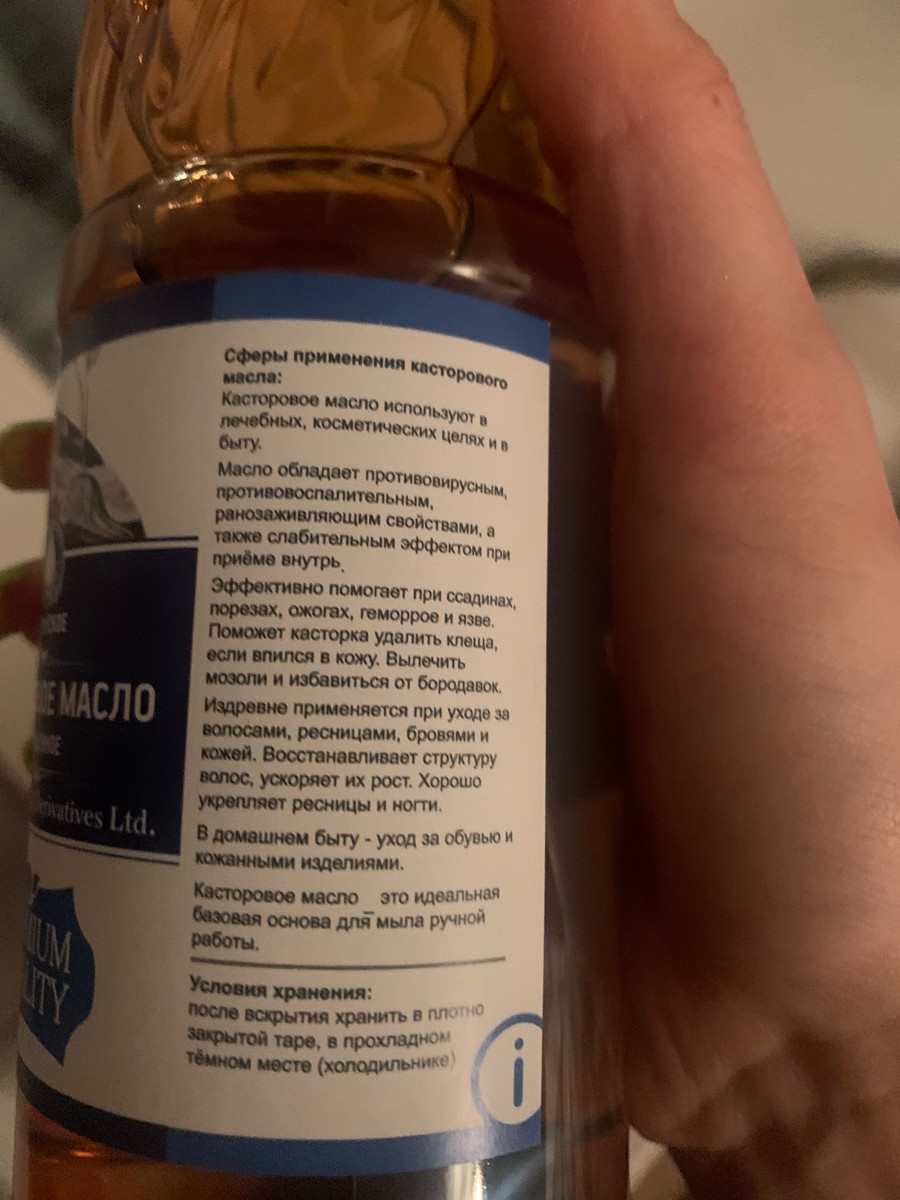 Сферы применения касторового
масла:
Касторовое масло используют в
лечебных, косметических целях и в
быту.
Масло обладает противовирусным,
противовоспалительным,
ранозаживляющим свойствами, а
также слабительным эффектом при
приёме внутрь.
Эффективно помогает при ссадинах,
порезах, ожогах, геморрое и язве.
Поможет касторка удалить клеща,
если впился в кожу. Вылечить
мозоли и избавиться от бородавок.
Издревне применяется при уходе за
волосами, ресницами, бровями и
кожей. Восстанавливает структуру
волос, ускоряет их рост. Хорошо
укрепляет ресницы и ногти.
В домашнем быту - уход за обувью и
кожанными изделиями.
Касторовое масло _ это идеальная
базовая основа для мыла ручной
работы.
Условия хранения:
после вскрытия хранить в плотно
закрытой таре, в прохладном
тёмном месте (холодильнике)
i
МАСЛО
Ltd.